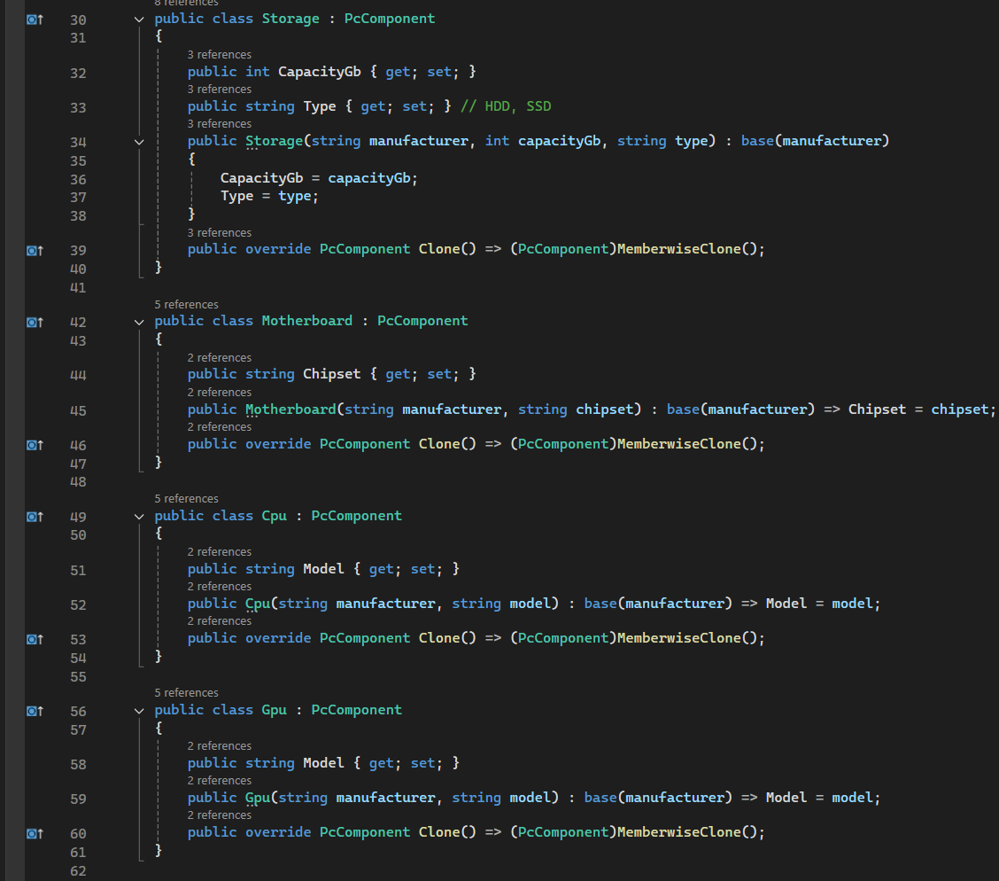 8 references
30 public class Storage : PcComponent
31 {
3 references
32 public int CapacityGb { get; set; }
3 references
33 public string Type { get; set; } // HDD, SSD
3 references
34 public Storage(string manufacturer, int capacityGb, string type) : base(manufacturer)
35 {
36 CapacityGb = capacityGb;
37 Type = type;
38 }
3 references
39 public override PcComponent Clone() => (PcComponent)MemberwiseClone();
40 }
41
5 references
42 public class Motherboard : PcComponent
43 {
2 references
44 public string Chipset { get; set; }
2 references
45 public Motherboard(string manufacturer, string chipset) : base(manufacturer) => Chipset = chipset;
2 references
46 public override PcComponent Clone() => (PcComponent)MemberwiseClone();
47 }
48
5 references
49 public class Cpu : PcComponent
50 {
2 references
51 public string Model { get; set; }
2 references
52 public Cpu(string manufacturer, string model) : base(manufacturer) => Model = model;
2 references
53 public override PcComponent Clone() => (PcComponent)MemberwiseClone();
54 }
55
5 references
56 public class Gpu : PcComponent
57 {
2 references
58 public string Model { get; set; }
2 references
59 public Gpu(string manufacturer, string model) : base(manufacturer) => Model = model;
2 references
60 public override PcComponent Clone() => (PcComponent)MemberwiseClone();
61 }
62